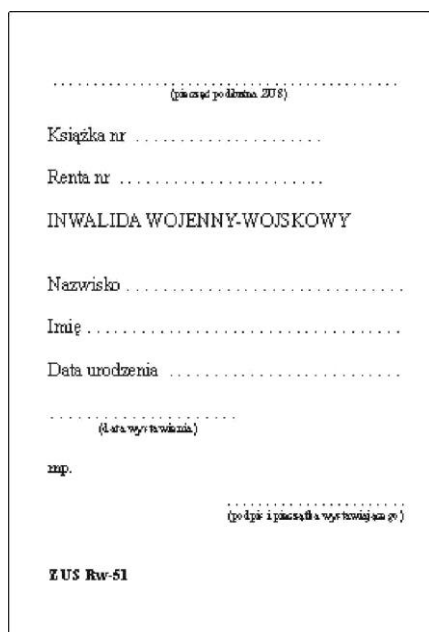 . . . . . . . . . . . . . . . . . . . . . . . . . . . . . . . . . . . . . . .
(pieczęć podłużna ZUS)
Książka nr . . . . . . . . . . . . . . . . . . . . .
Renta nr . . . . . . . . . . . . . . . . . . . . . .
INWALIDA WOJENNY-WOJSKOWY
Nazwisko . . . . . . . . . . . . . . . . . . . . . . . . . . . . . .
Imię . . . . . . . . . . . . . . . . . . . . . . . . . . . . . . . . . .
Data urodzenia . . . . . . . . . . . . . . . . . . . . . . . . .
. . . . . . . . . . . . . . . . . . . . .
(data wystawienia)
mp.
. . . . . . . . . . . . . . . . . . . .
(podpis i pieczątka wystawiającego)
ZUS Rw-51